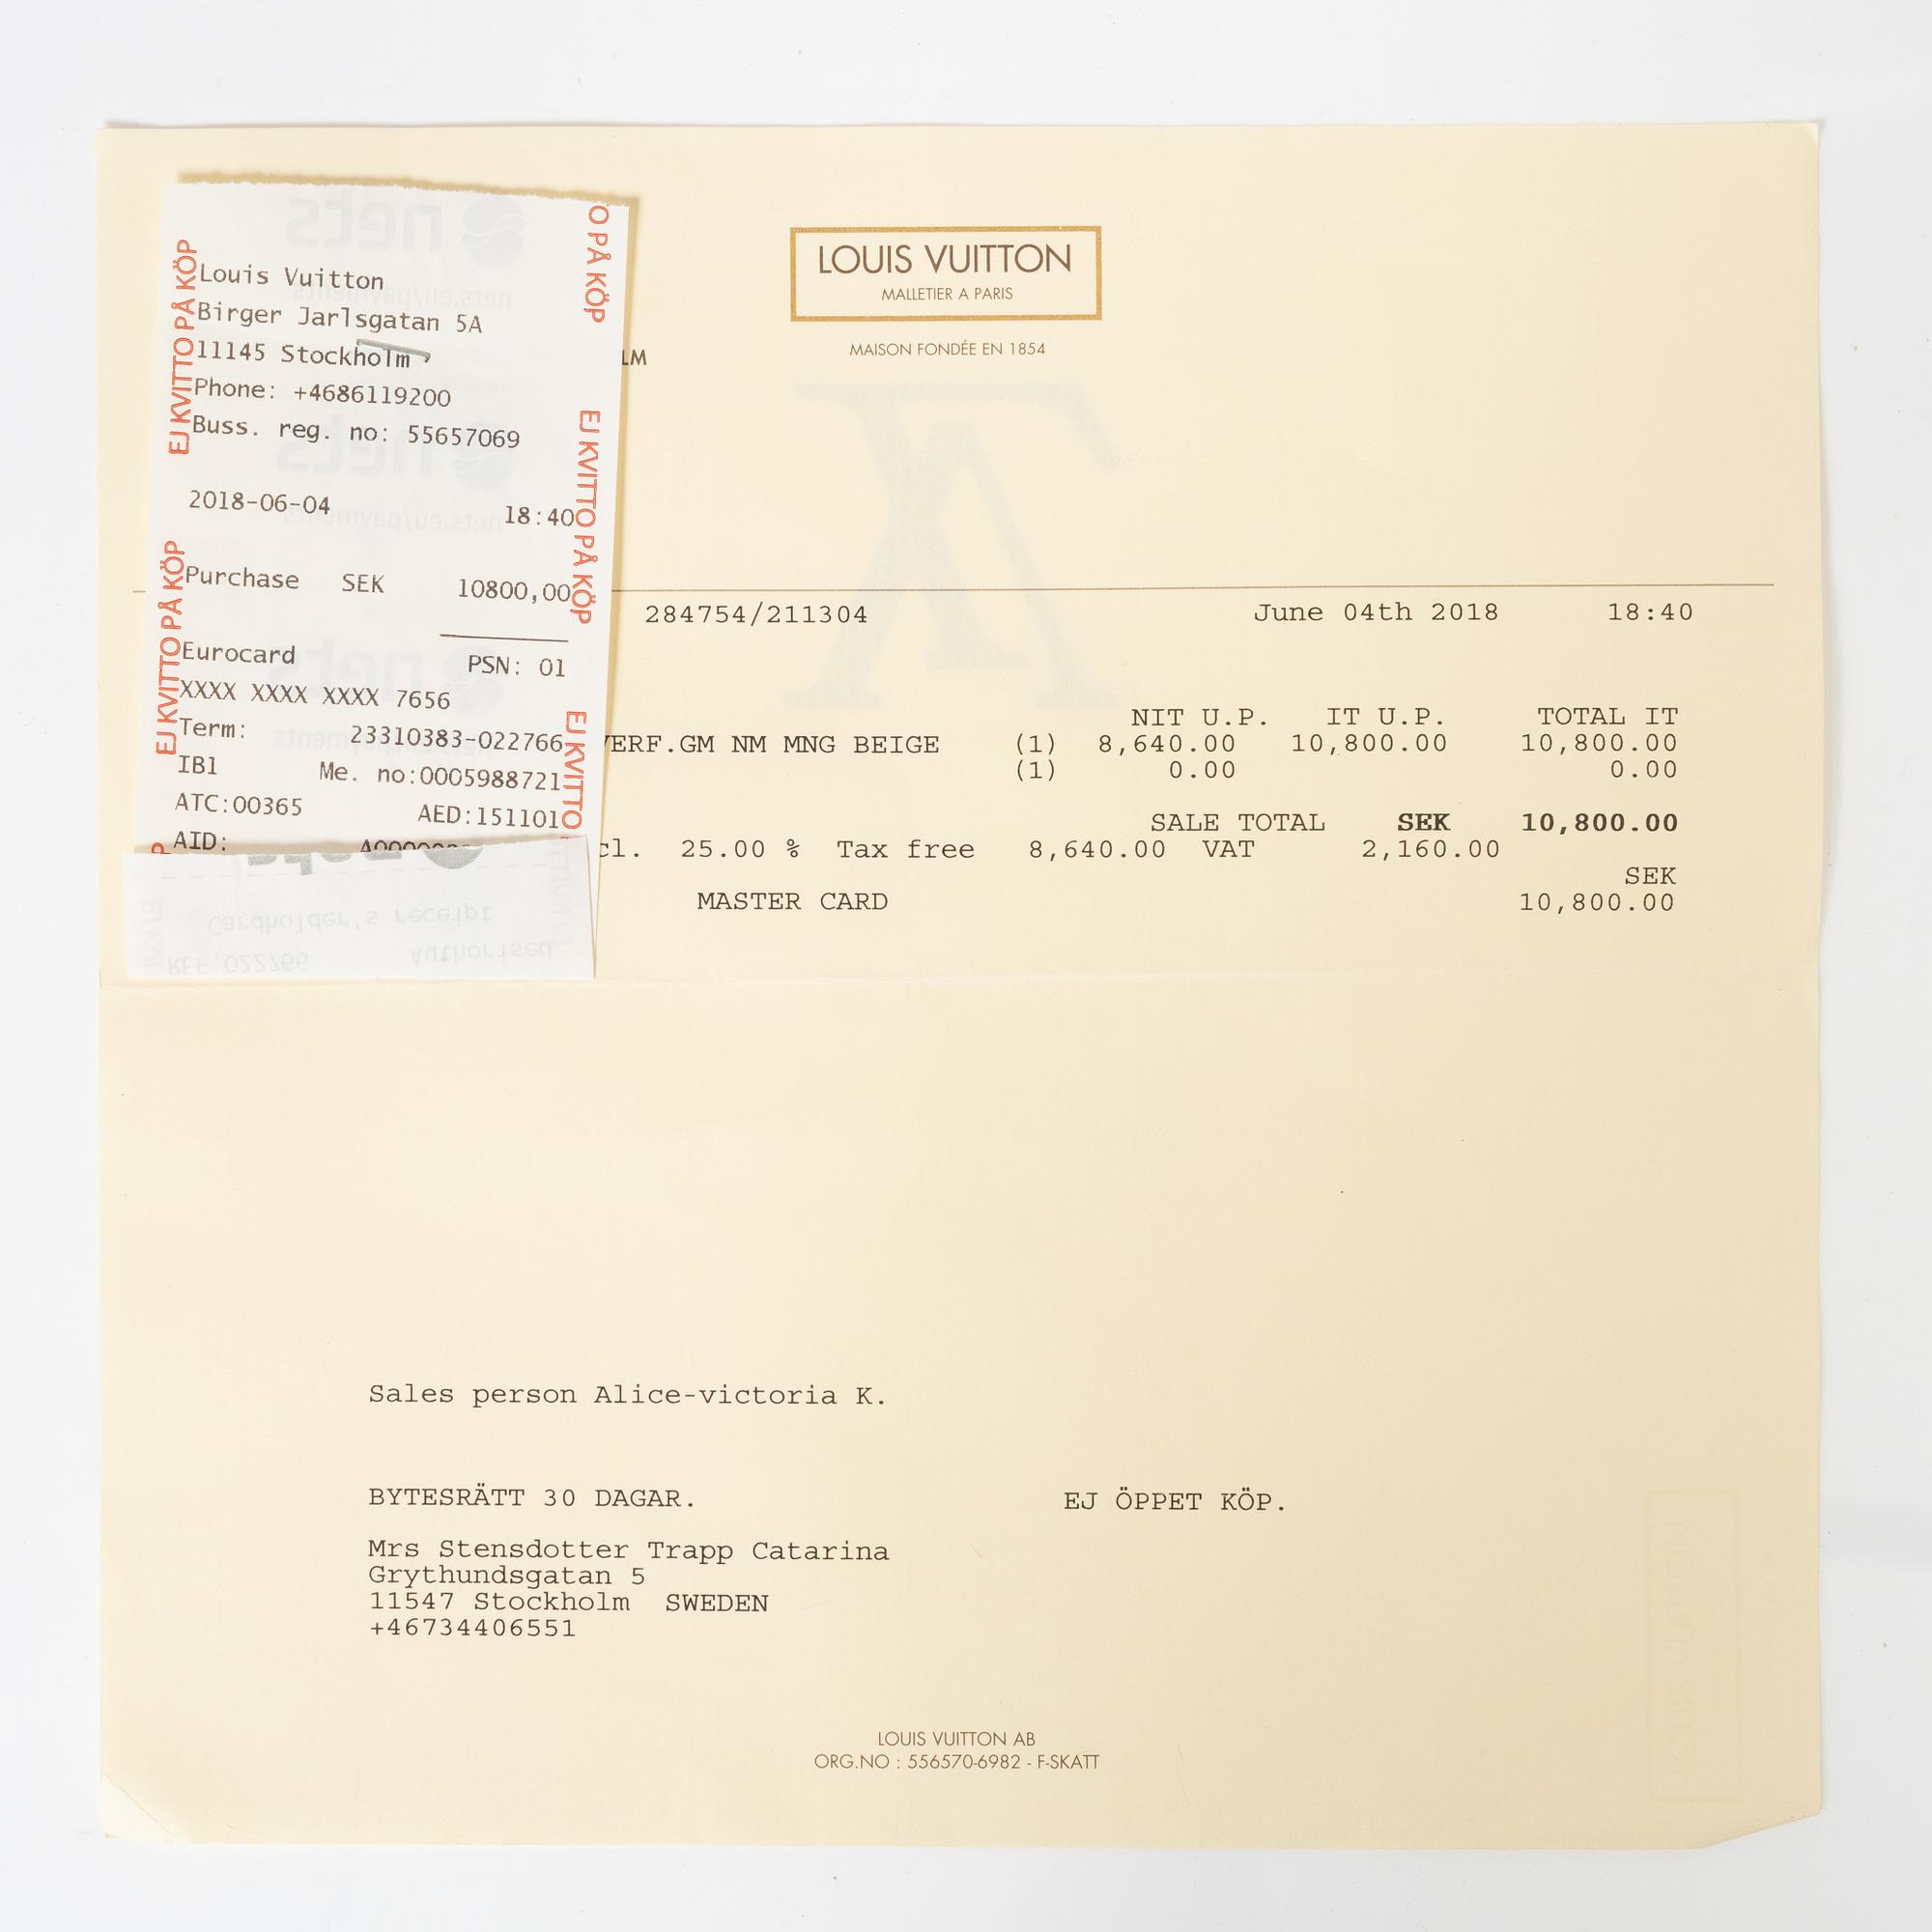 Louis Vuitton
Birger Jarlsgatan 5A
11145 Stockholm
Phone: +4686119200
Buss. reg. no: 55657069
2018-06-04 18:40
Purchase SEK 10800,00
Eurocard PSN: 01
XXXX XXXX XXXX 7656
Term: 23310383-022766
IB1 Me. no:0005988721
ATC:00365 AED:151101
AID:
EJ KVITTO PÅ KÖP
EJ KVITTO PÅ KÖP
O PÅ KÖP
EJ KVITTO PÅ KÖP
EJ KVITTO
Cardholder's receipt
REF:022766 Authorised
LOUIS VUITTON
MALLETIER A PARIS
MAISON FONDÉE EN 1854
LM
284754/211304 June 04th 2018 18:40
NIT U.P. IT U.P. TOTAL IT
VERF.GM NM MNG BEIGE (1) 8,640.00 10,800.00 10,800.00
(1) 0.00 0.00
SALE TOTAL SEK 10,800.00
cl. 25.00 % Tax free 8,640.00 VAT 2,160.00
SEK
MASTER CARD 10,800.00
Sales person Alice-victoria K.
BYTESRÄTT 30 DAGAR. EJ ÖPPET KÖP.
Mrs Stensdotter Trapp Catarina
Grythundsgatan 5
11547 Stockholm SWEDEN
+46734406551
LOUIS VUITTON AB
ORG.NO : 556570-6982 - F-SKATT